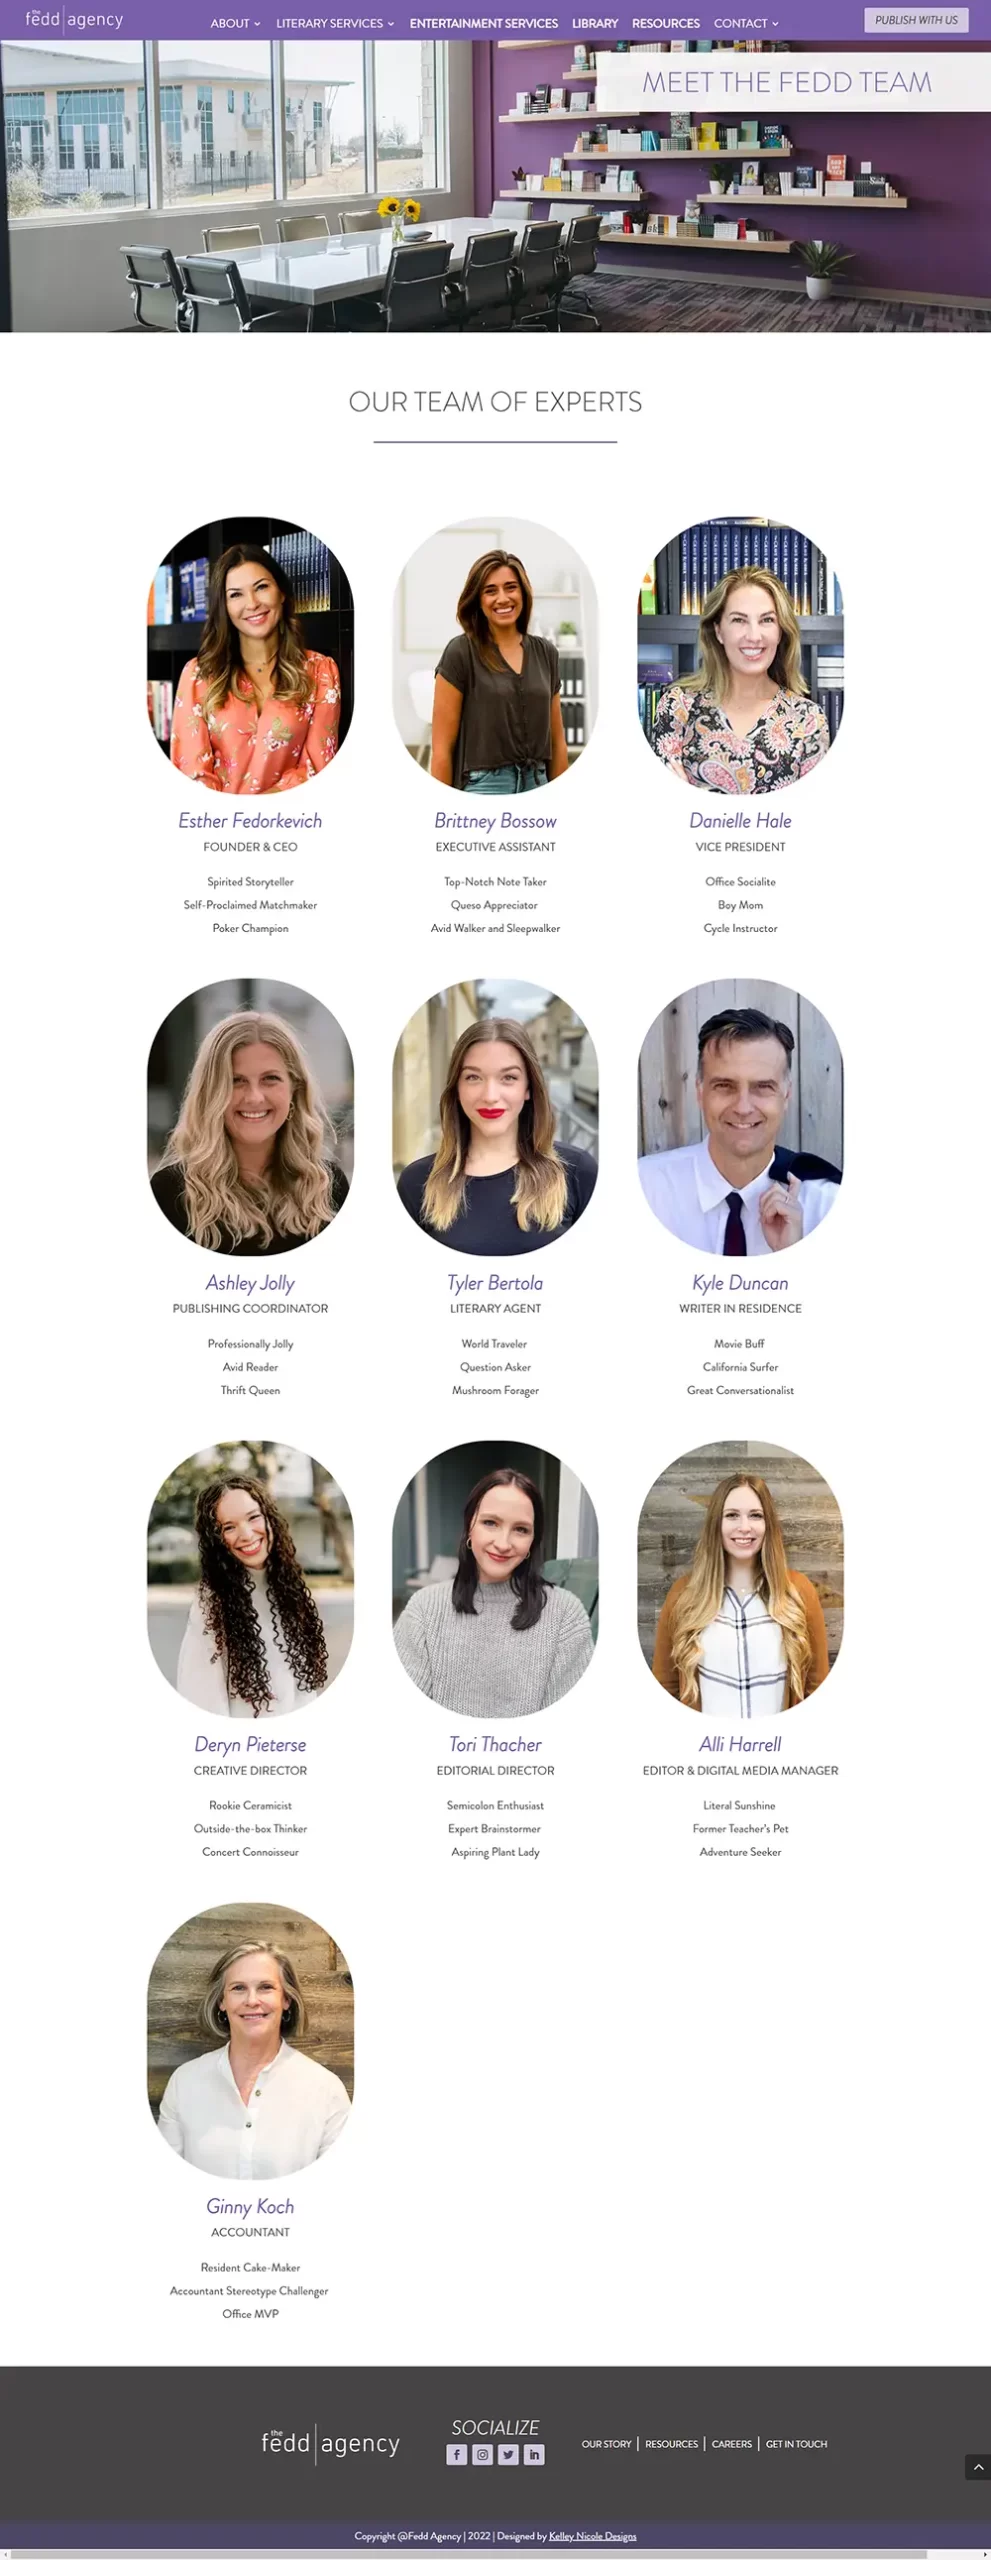 the
fedd | agency
ABOUT
LITERARY SERVICES
ENTERTAINMENT SERVICES
LIBRARY
RESOURCES
CONTACT
PUBLISH WITH US
MEET THE FEDD TEAM
OUR TEAM OF EXPERTS
Esther Fedorkevich
FOUNDER & CEO
Spirited Storyteller
Self-Proclaimed Matchmaker
Poker Champion
Brittney Bossow
EXECUTIVE ASSISTANT
Top-Notch Note Taker
Queso Appreciator
Avid Walker and Sleepwalker
Danielle Hale
VICE PRESIDENT
Office Socialite
Boy Mom
Cycle Instructor
Ashley Jolly
PUBLISHING COORDINATOR
Professionally Jolly
Avid Reader
Thrift Queen
Tyler Bertola
LITERARY AGENT
World Traveler
Question Asker
Mushroom Forager
Kyle Duncan
WRITER IN RESIDENCE
Movie Buff
California Surfer
Great Conversationalist
Deryn Pieterse
CREATIVE DIRECTOR
Rookie Ceramicist
Outside-the-box Thinker
Concert Connoisseur
Tori Thacher
EDITORIAL DIRECTOR
Semicolon Enthusiast
Expert Brainstormer
Aspiring Plant Lady
Alli Harrell
EDITOR & DIGITAL MEDIA MANAGER
Literal Sunshine
Former Teacher's Pet
Adventure Seeker
Ginny Koch
ACCOUNTANT
Resident Cake-Maker
Accountant Stereotype Challenger
Office MVP
the
fedd | agency
SOCIALIZE
OUR STORY | RESOURCES | CAREERS | GET IN TOUCH
Copyright @Fedd Agency | 2022 | Designed by Kelley Nicole Designs